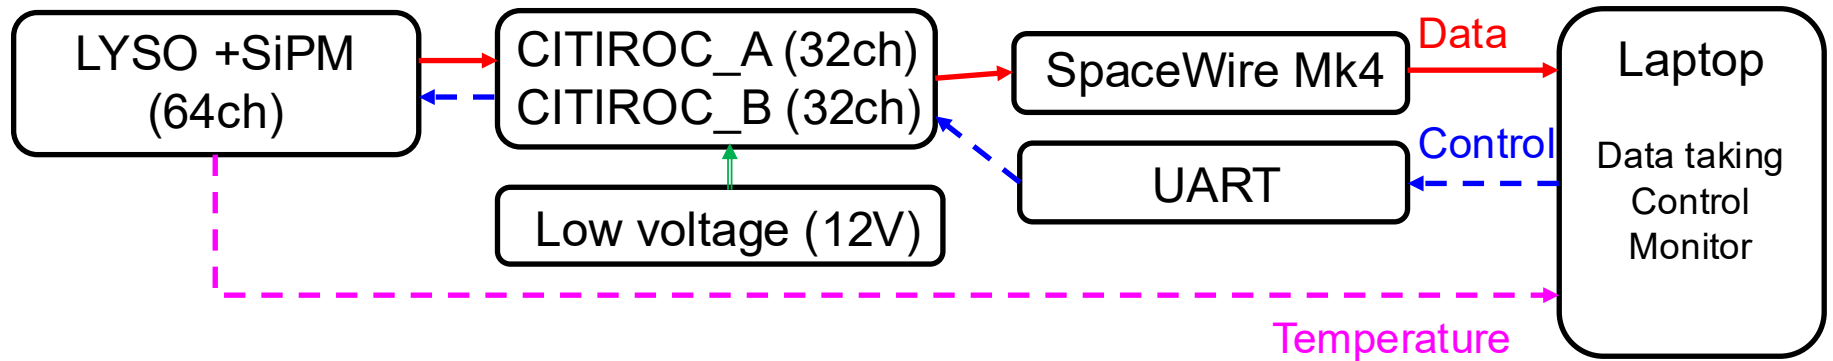 LYSO +SiPM
(64ch)
CITIROC_A (32ch)
CITIROC_B (32ch)
Low voltage (12V)
SpaceWire Mk4
UART
Data
Control
Temperature
Laptop
Data taking
Control
Monitor